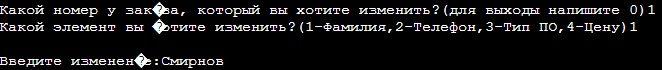 Какой номер у зак�за, который вы хотите изменить?(для выходы напишите 0)1
Какой элемент вы �отите изменить?(1-Фамилия,2-Телефон,3-Тип ПО,4-Цену)1
Введите изменен�е:Смирнов